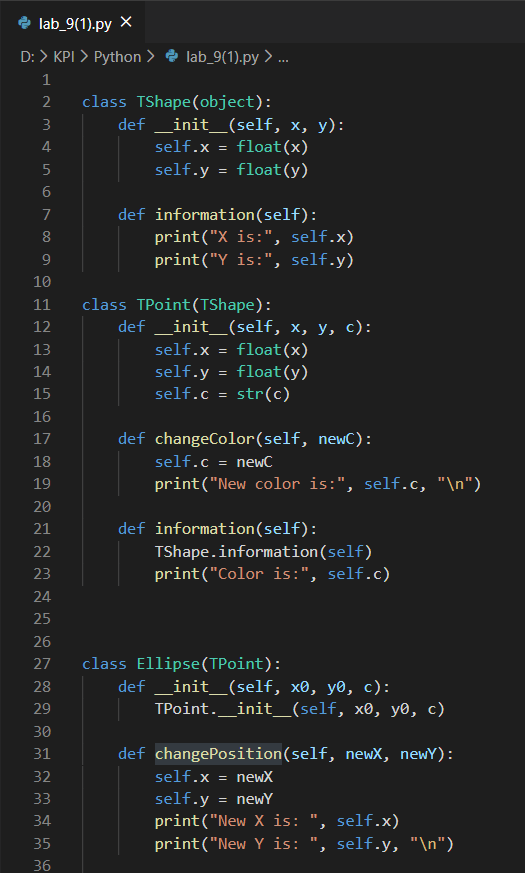 lab_9(1).py ×
D: > KPI > Python > lab_9(1).py > ...
1
2 class TShape(object):
3     def __init__(self, x, y):
4         self.x = float(x)
5         self.y = float(y)
6
7     def information(self):
8         print("X is:", self.x)
9         print("Y is:", self.y)
10
11 class TPoint(TShape):
12     def __init__(self, x, y, c):
13         self.x = float(x)
14         self.y = float(y)
15         self.c = str(c)
16
17     def changeColor(self, newC):
18         self.c = newC
19         print("New color is:", self.c, "\n")
20
21     def information(self):
22         TShape.information(self)
23         print("Color is:", self.c)
24
25
26
27 class Ellipse(TPoint):
28     def __init__(self, x0, y0, c):
29         TPoint.__init__(self, x0, y0, c)
30
31     def changePosition(self, newX, newY):
32         self.x = newX
33         self.y = newY
34         print("New X is: ", self.x)
35         print("New Y is: ", self.y, "\n")
36